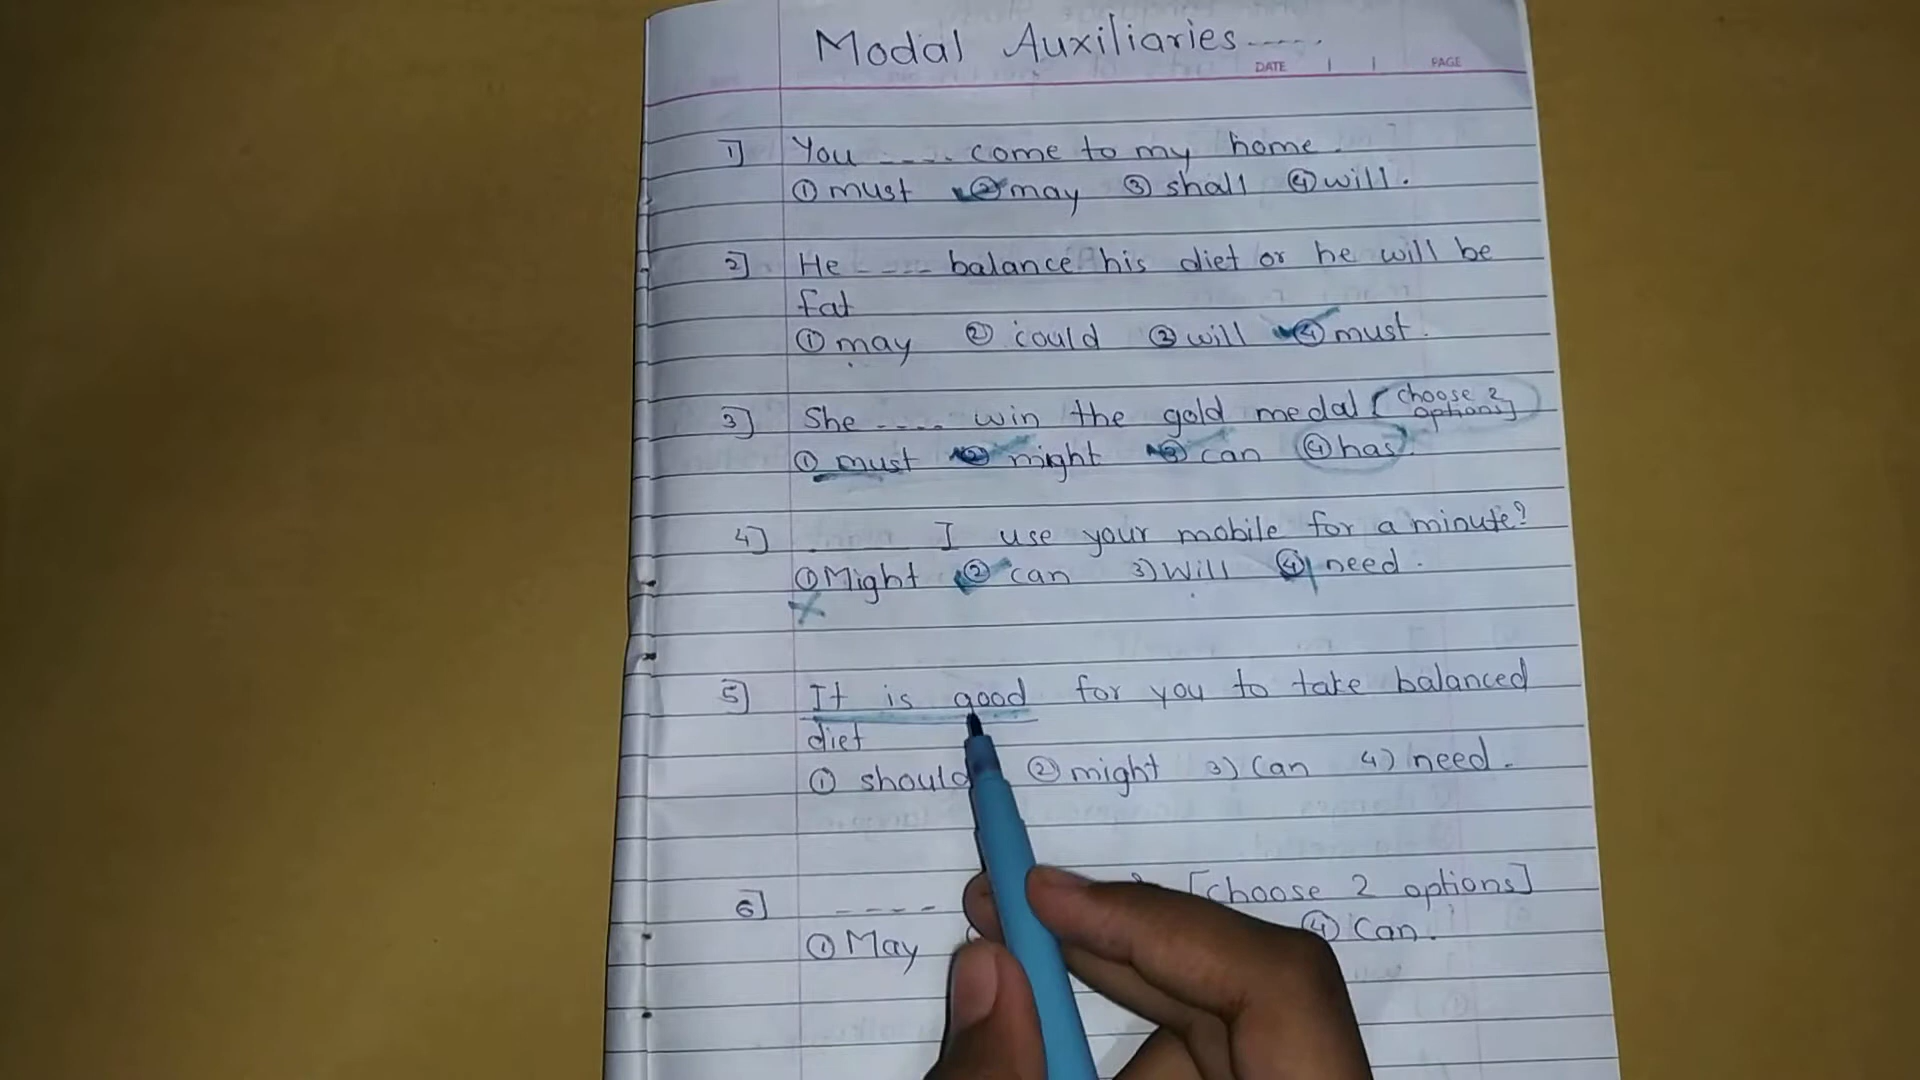 Modal Auxiliaries-----.
DATE | | PAGE
1] You ---- come to my home.
① must ② may ③ shall ④ will.
2] He ---- balance his diet or he will be
fat
① may ② could ③ will ④ must.
3] She ---- win the gold medal [choose 2
options]
① must ② might ③ can ④ has.
4] ------ I use your mobile for a minute?
① Might ② can 3) Will ④ need.
5] It is good for you to take balanced
diet
① should ② might 3) Can 4) need.
6] ---- [choose 2 options]
① May ④ Can.